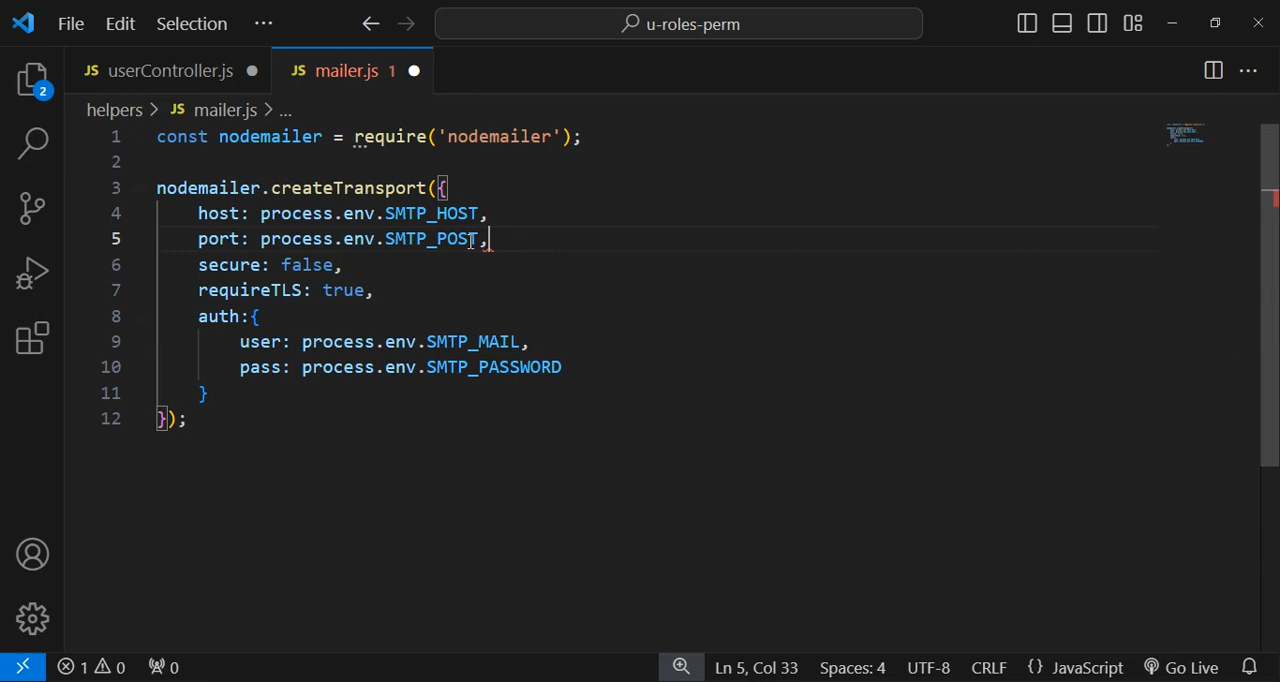 File Edit Selection ··· u-roles-perm
JS userController.js JS mailer.js 1
2
helpers > JS mailer.js > ...
1 const nodemailer = require('nodemailer');
2
3 nodemailer.createTransport({
4 host: process.env.SMTP_HOST,
5 port: process.env.SMTP_POST,
6 secure: false,
7 requireTLS: true,
8 auth:{
9 user: process.env.SMTP_MAIL,
10 pass: process.env.SMTP_PASSWORD
11 }
12 });
1 0 0 Ln 5, Col 33 Spaces: 4 UTF-8 CRLF {} JavaScript Go Live